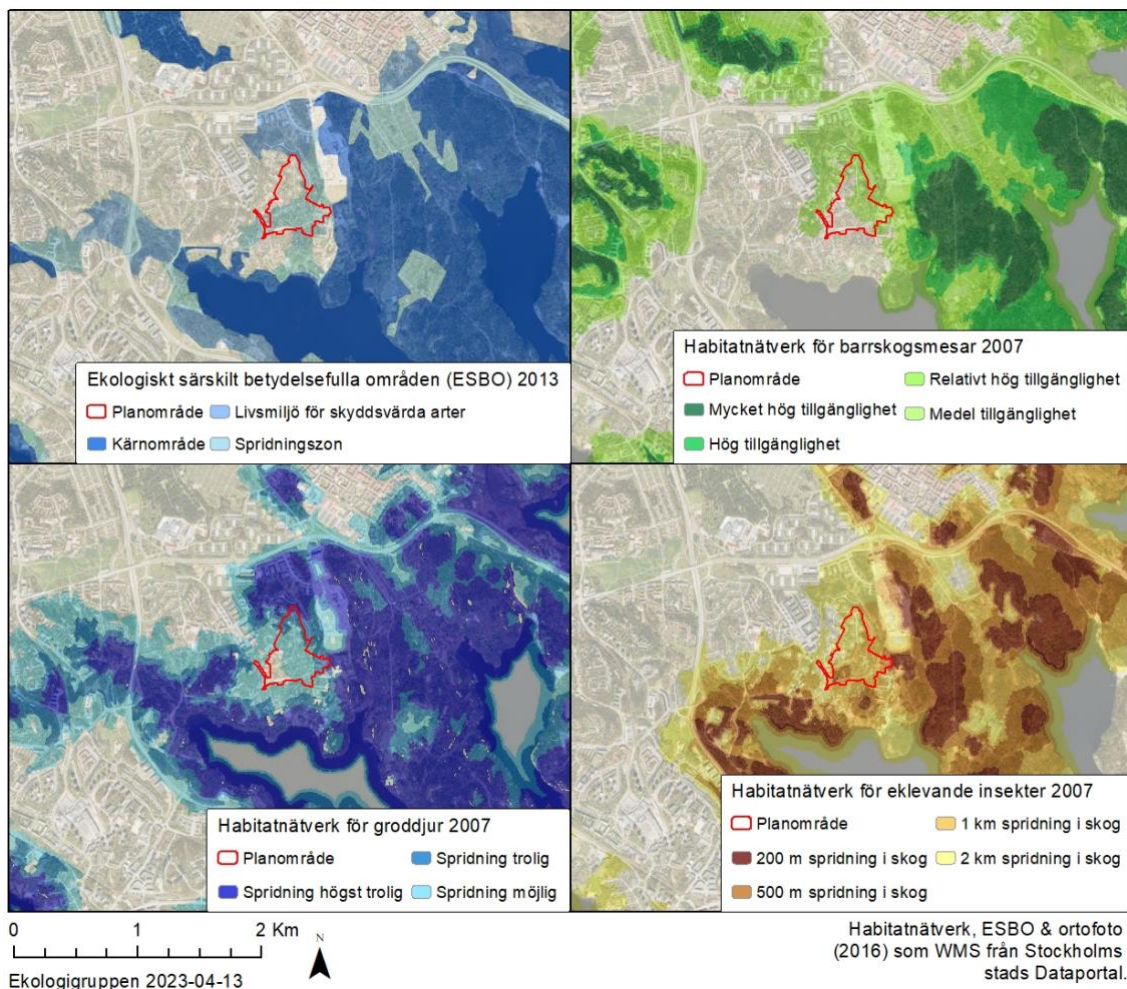 Ekologiskt särskilt betydelsefulla områden (ESBO) 2013
Planområde
Livsmiljö för skyddsvärda arter
Kärnområde
Spridningszon
Habitatnätverk för barrskogsmesar 2007
Planområde
Relativt hög tillgänglighet
Mycket hög tillgänglighet
Medel tillgänglighet
Hög tillgänglighet
Habitatnätverk för groddjur 2007
Planområde
Spridning trolig
Spridning högst trolig
Spridning möjlig
Habitatnätverk för eklevande insekter 2007
Planområde
1 km spridning i skog
200 m spridning i skog
2 km spridning i skog
500 m spridning i skog
0 1 2 Km
N
Ekologigruppen 2023-04-13
Habitatnätverk, ESBO & ortofoto
(2016) som WMS från Stockholms
stads Dataportal.